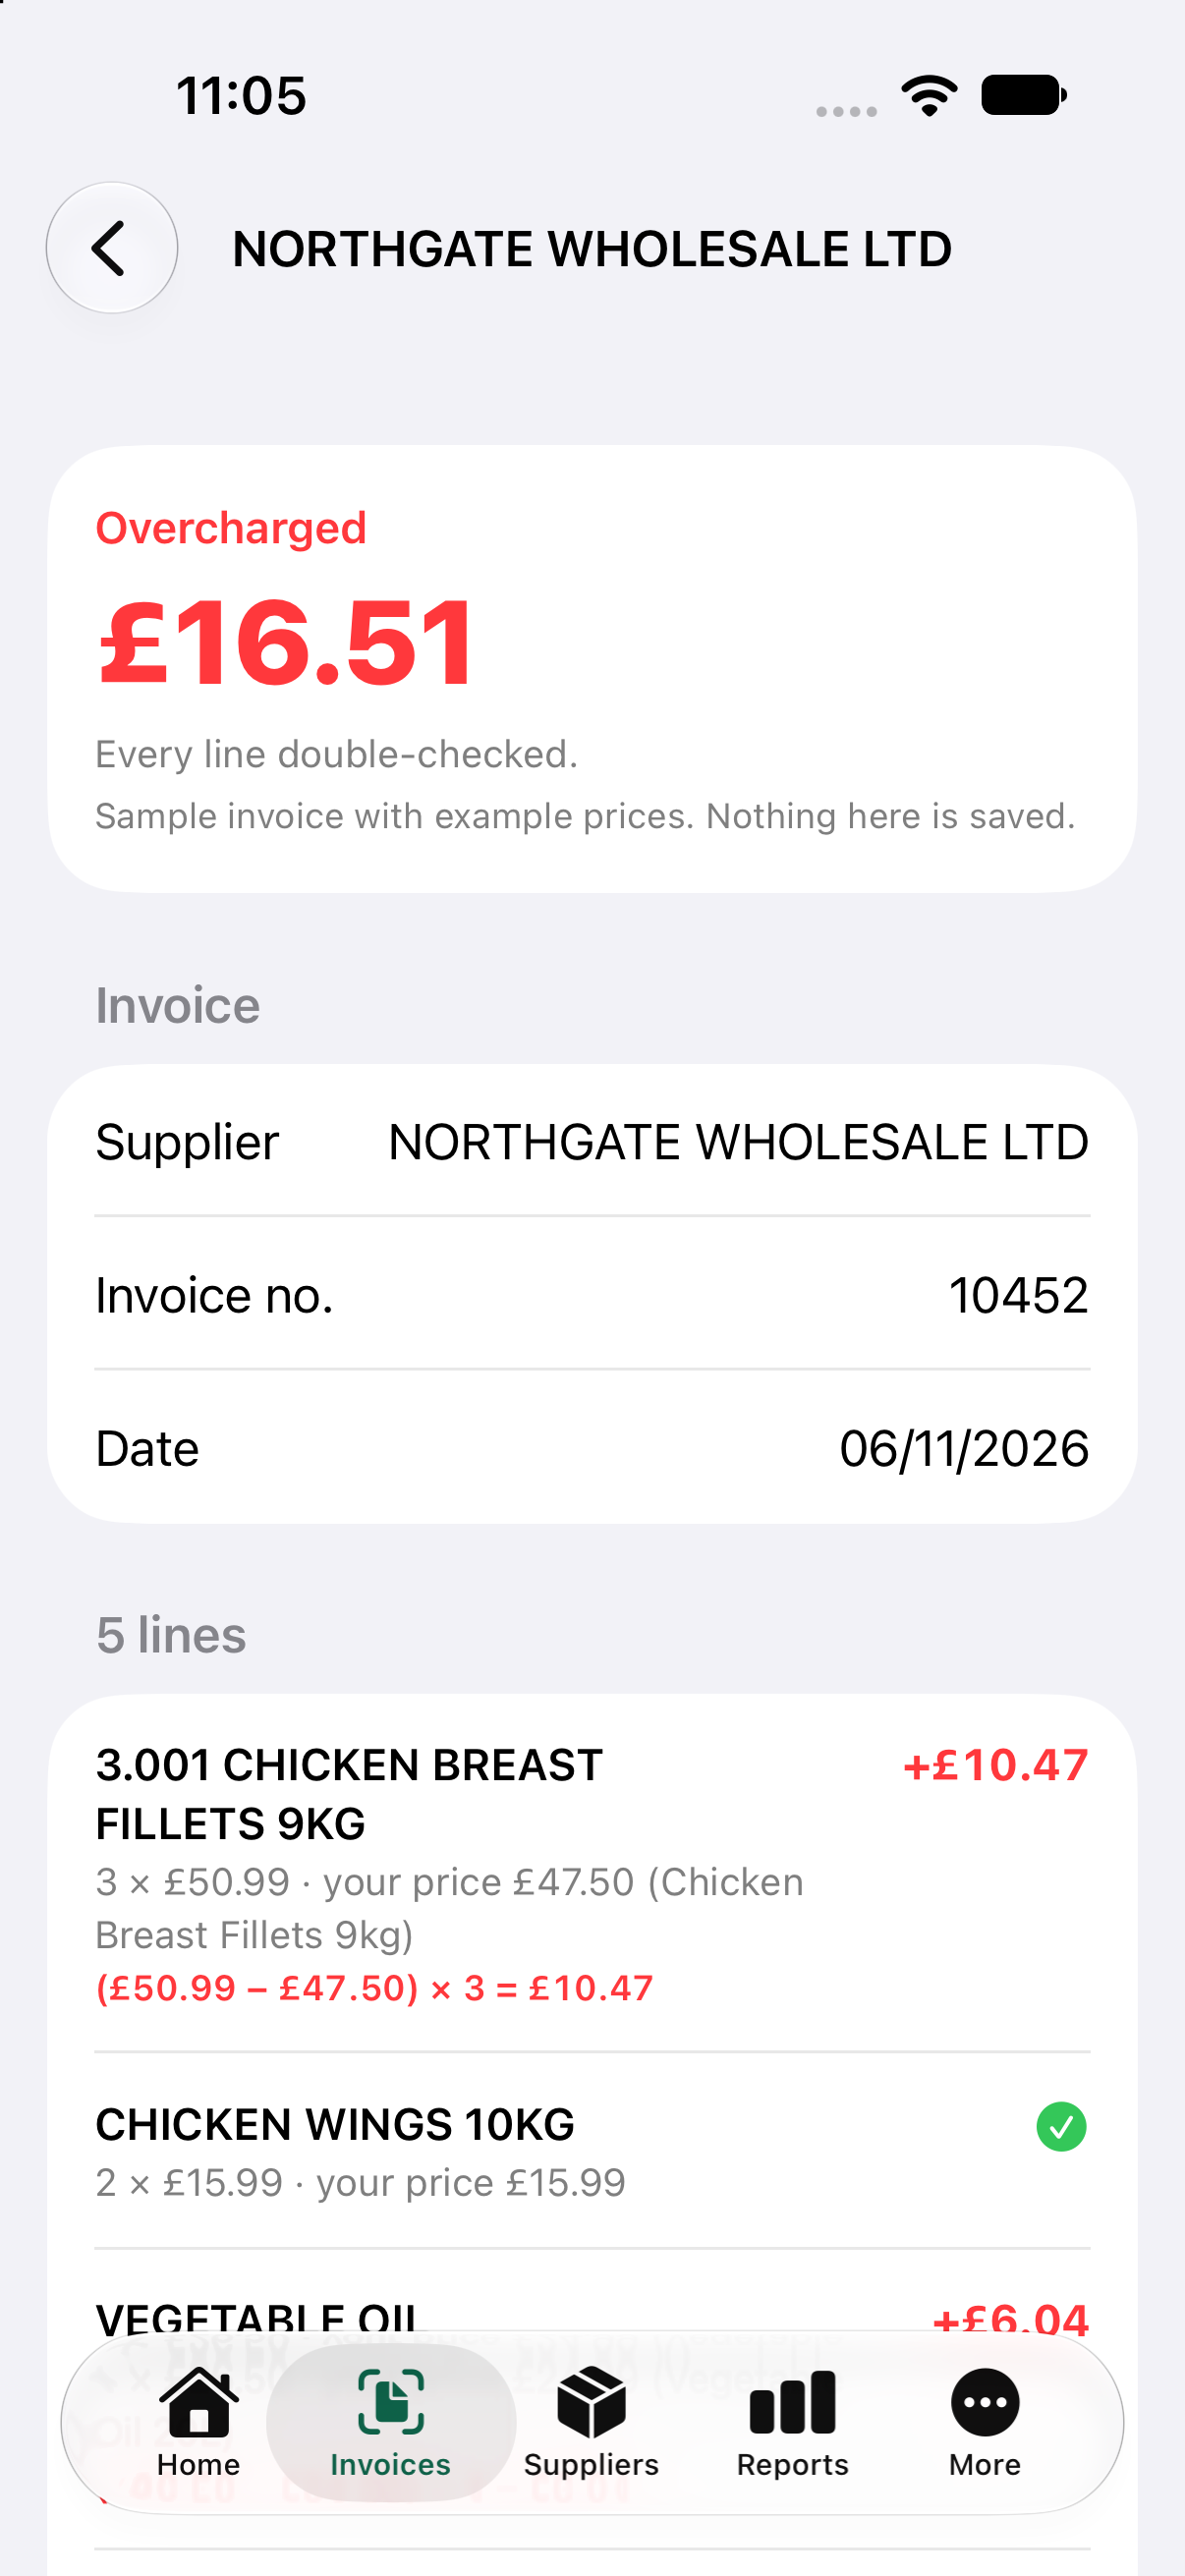 11:05
NORTHGATE WHOLESALE LTD
Overcharged
£16.51
Every line double-checked.
Sample invoice with example prices. Nothing here is saved.
Invoice
Supplier NORTHGATE WHOLESALE LTD
Invoice no. 10452
Date 06/11/2026
5 lines
3.001 CHICKEN BREAST +£10.47
FILLETS 9KG
3 × £50.99 · your price £47.50 (Chicken
Breast Fillets 9kg)
(£50.99 – £47.50) × 3 = £10.47
CHICKEN WINGS 10KG
2 × £15.99 · your price £15.99
VEGETABLE OIL +£6.04
Home Invoices Suppliers Reports More